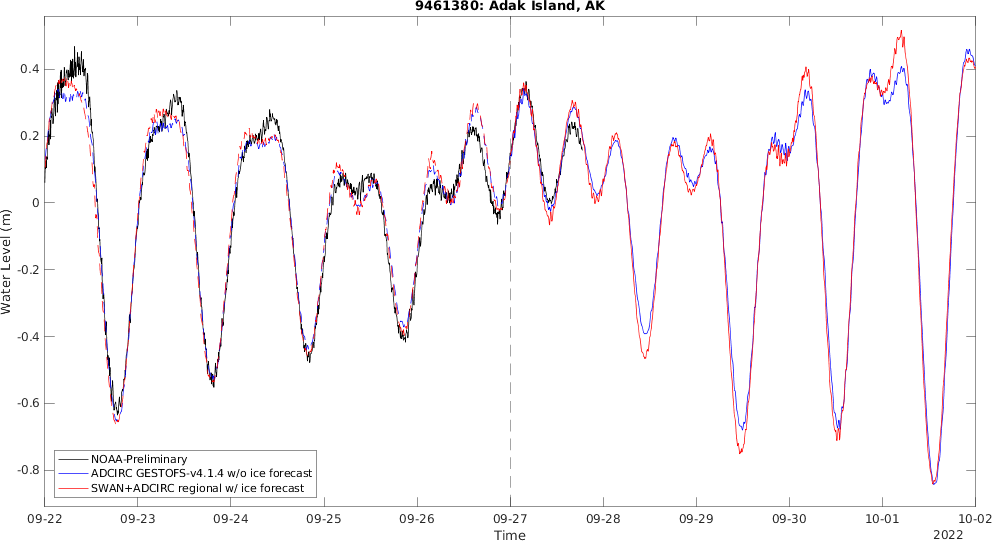 9461380: Adak Island, AK
Water Level (m)
0.4
0.2
0
-0.2
-0.4
-0.6
-0.8
NOAA-Preliminary
ADCIRC GESTOFS-v4.1.4 w/o ice forecast
SWAN+ADCIRC regional w/ ice forecast
09-22 09-23 09-24 09-25 09-26 09-27 09-28 09-29 09-30 10-01 10-02
Time
2022